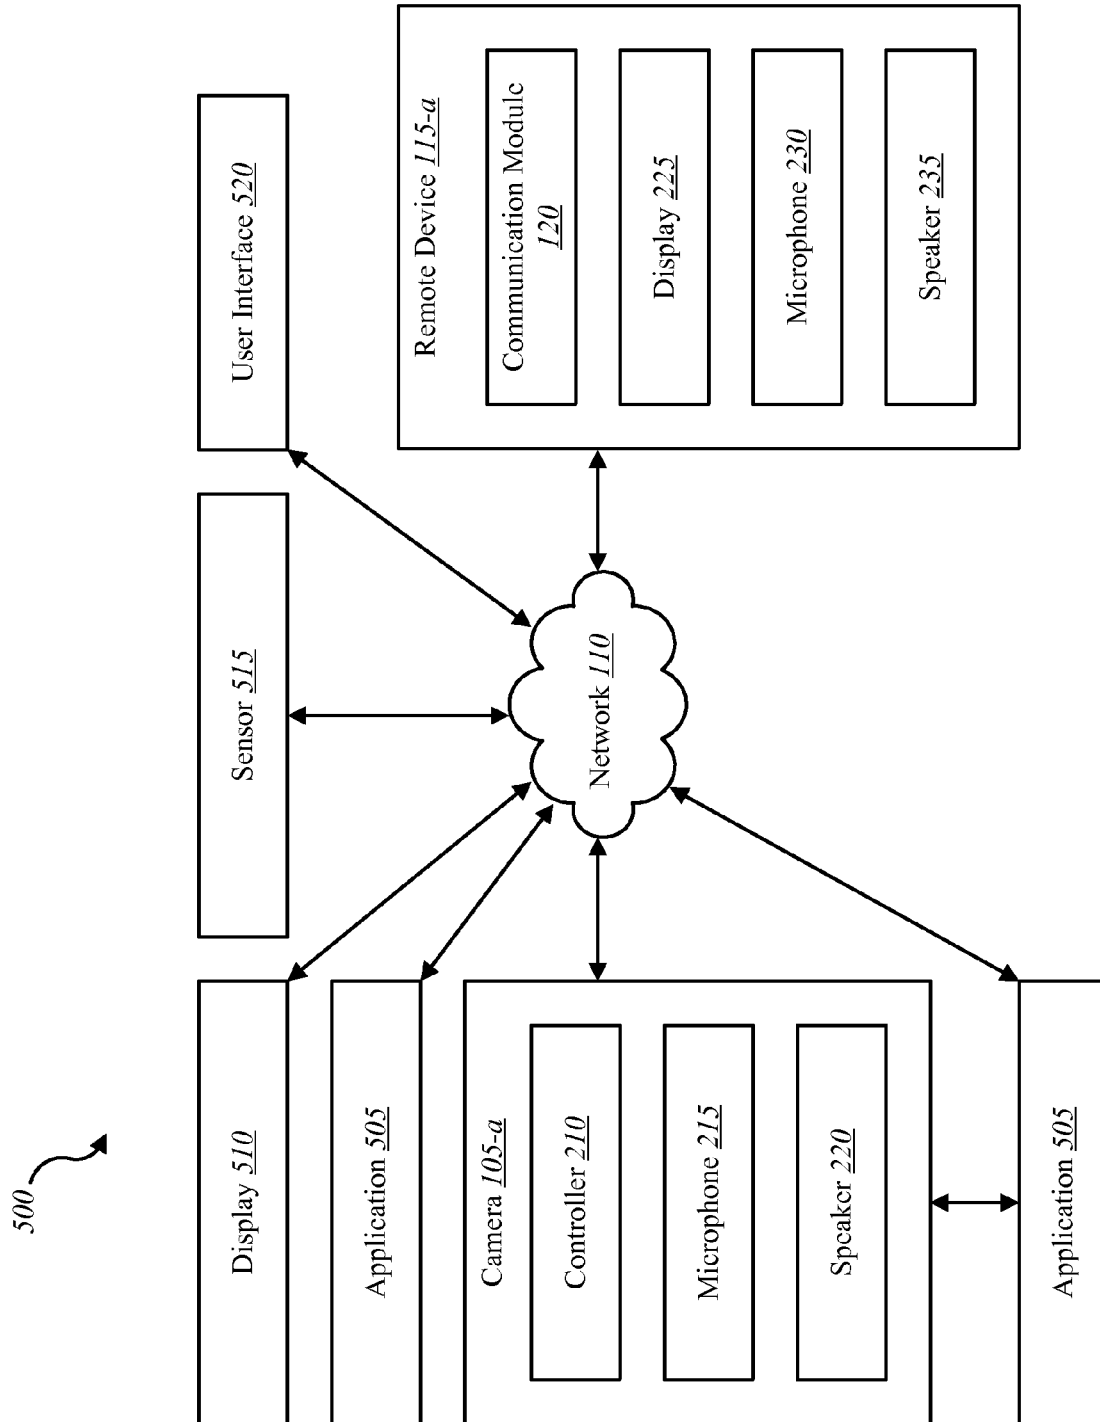 500
Display 510
Application 505
Camera 105-a
Controller 210
Microphone 215
Speaker 220
Application 505
Sensor 515
Network 110
User Interface 520
Remote Device 115-a
Communication Module
120
Display 225
Microphone 230
Speaker 235